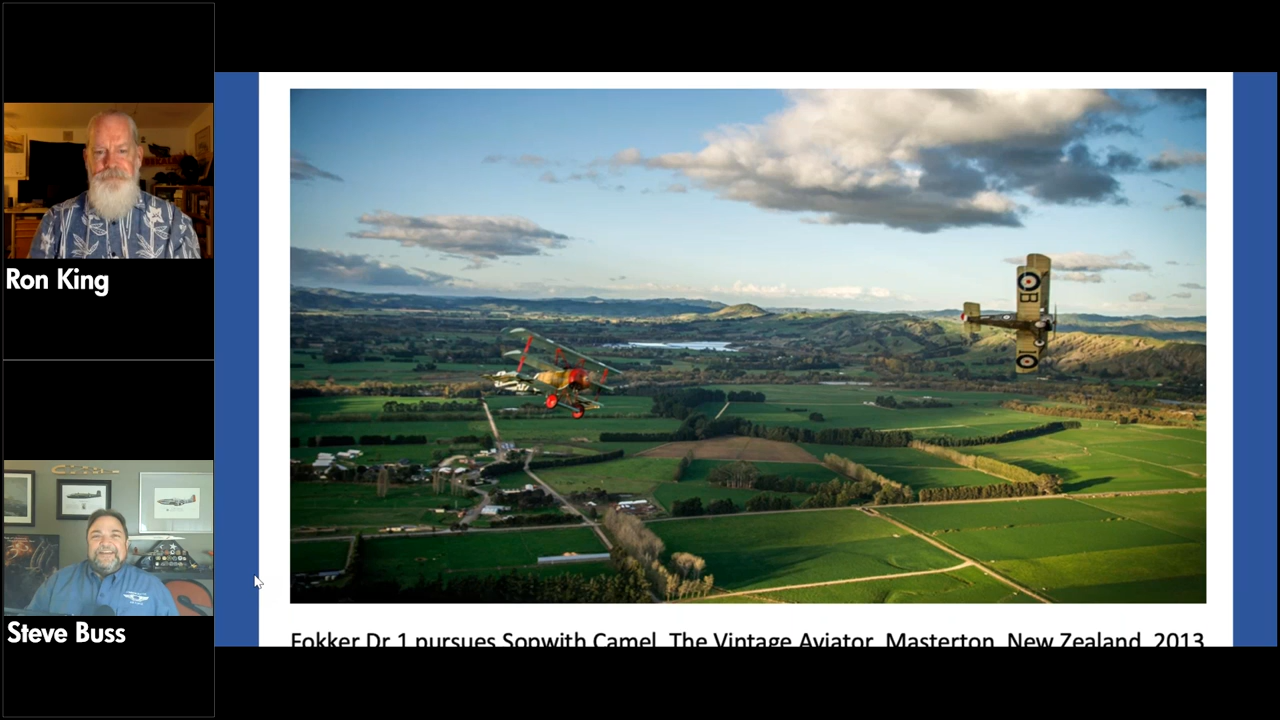 Ron King
Steve Buss
B
Fokker Dr 1 pursues Sopwith Camel, The Vintage Aviator, Masterton, New Zealand, 2013